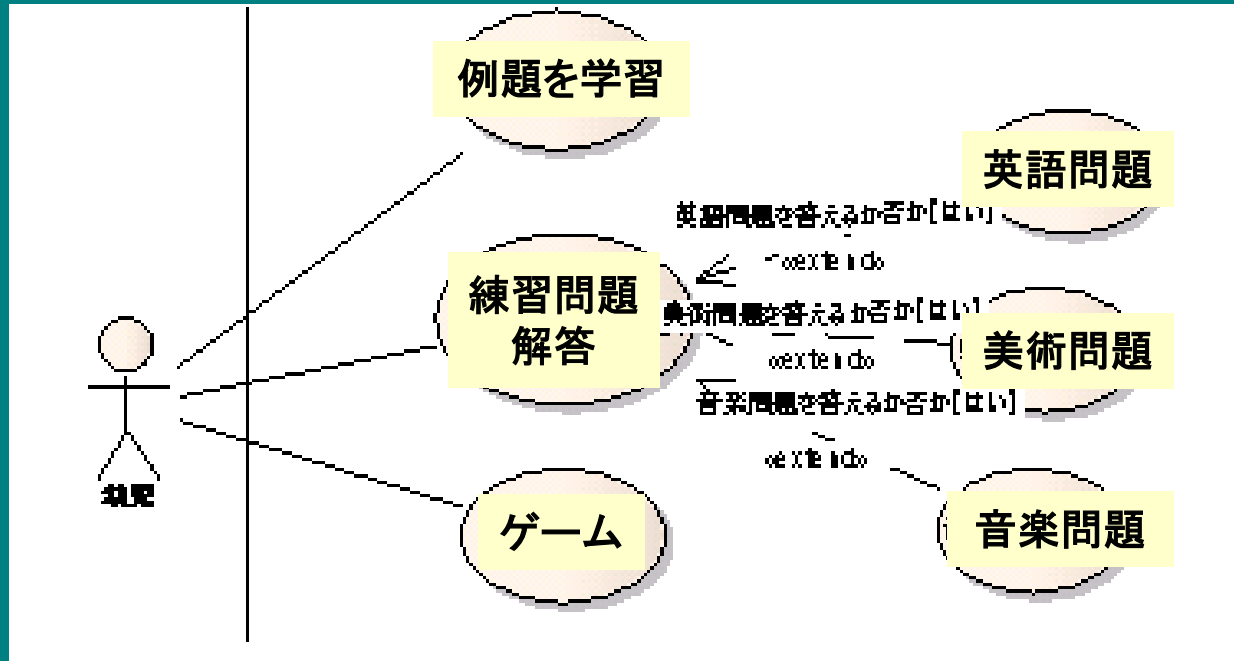 例題を学習
英語問題
英語問題を答えるか否か[はい]
«extend»
練習問題
解答
美術問題を答えるか否か[はい]
美術問題
«extend»
音楽問題を答えるか否か[はい]
«extend»
幼児
ゲーム
音楽問題